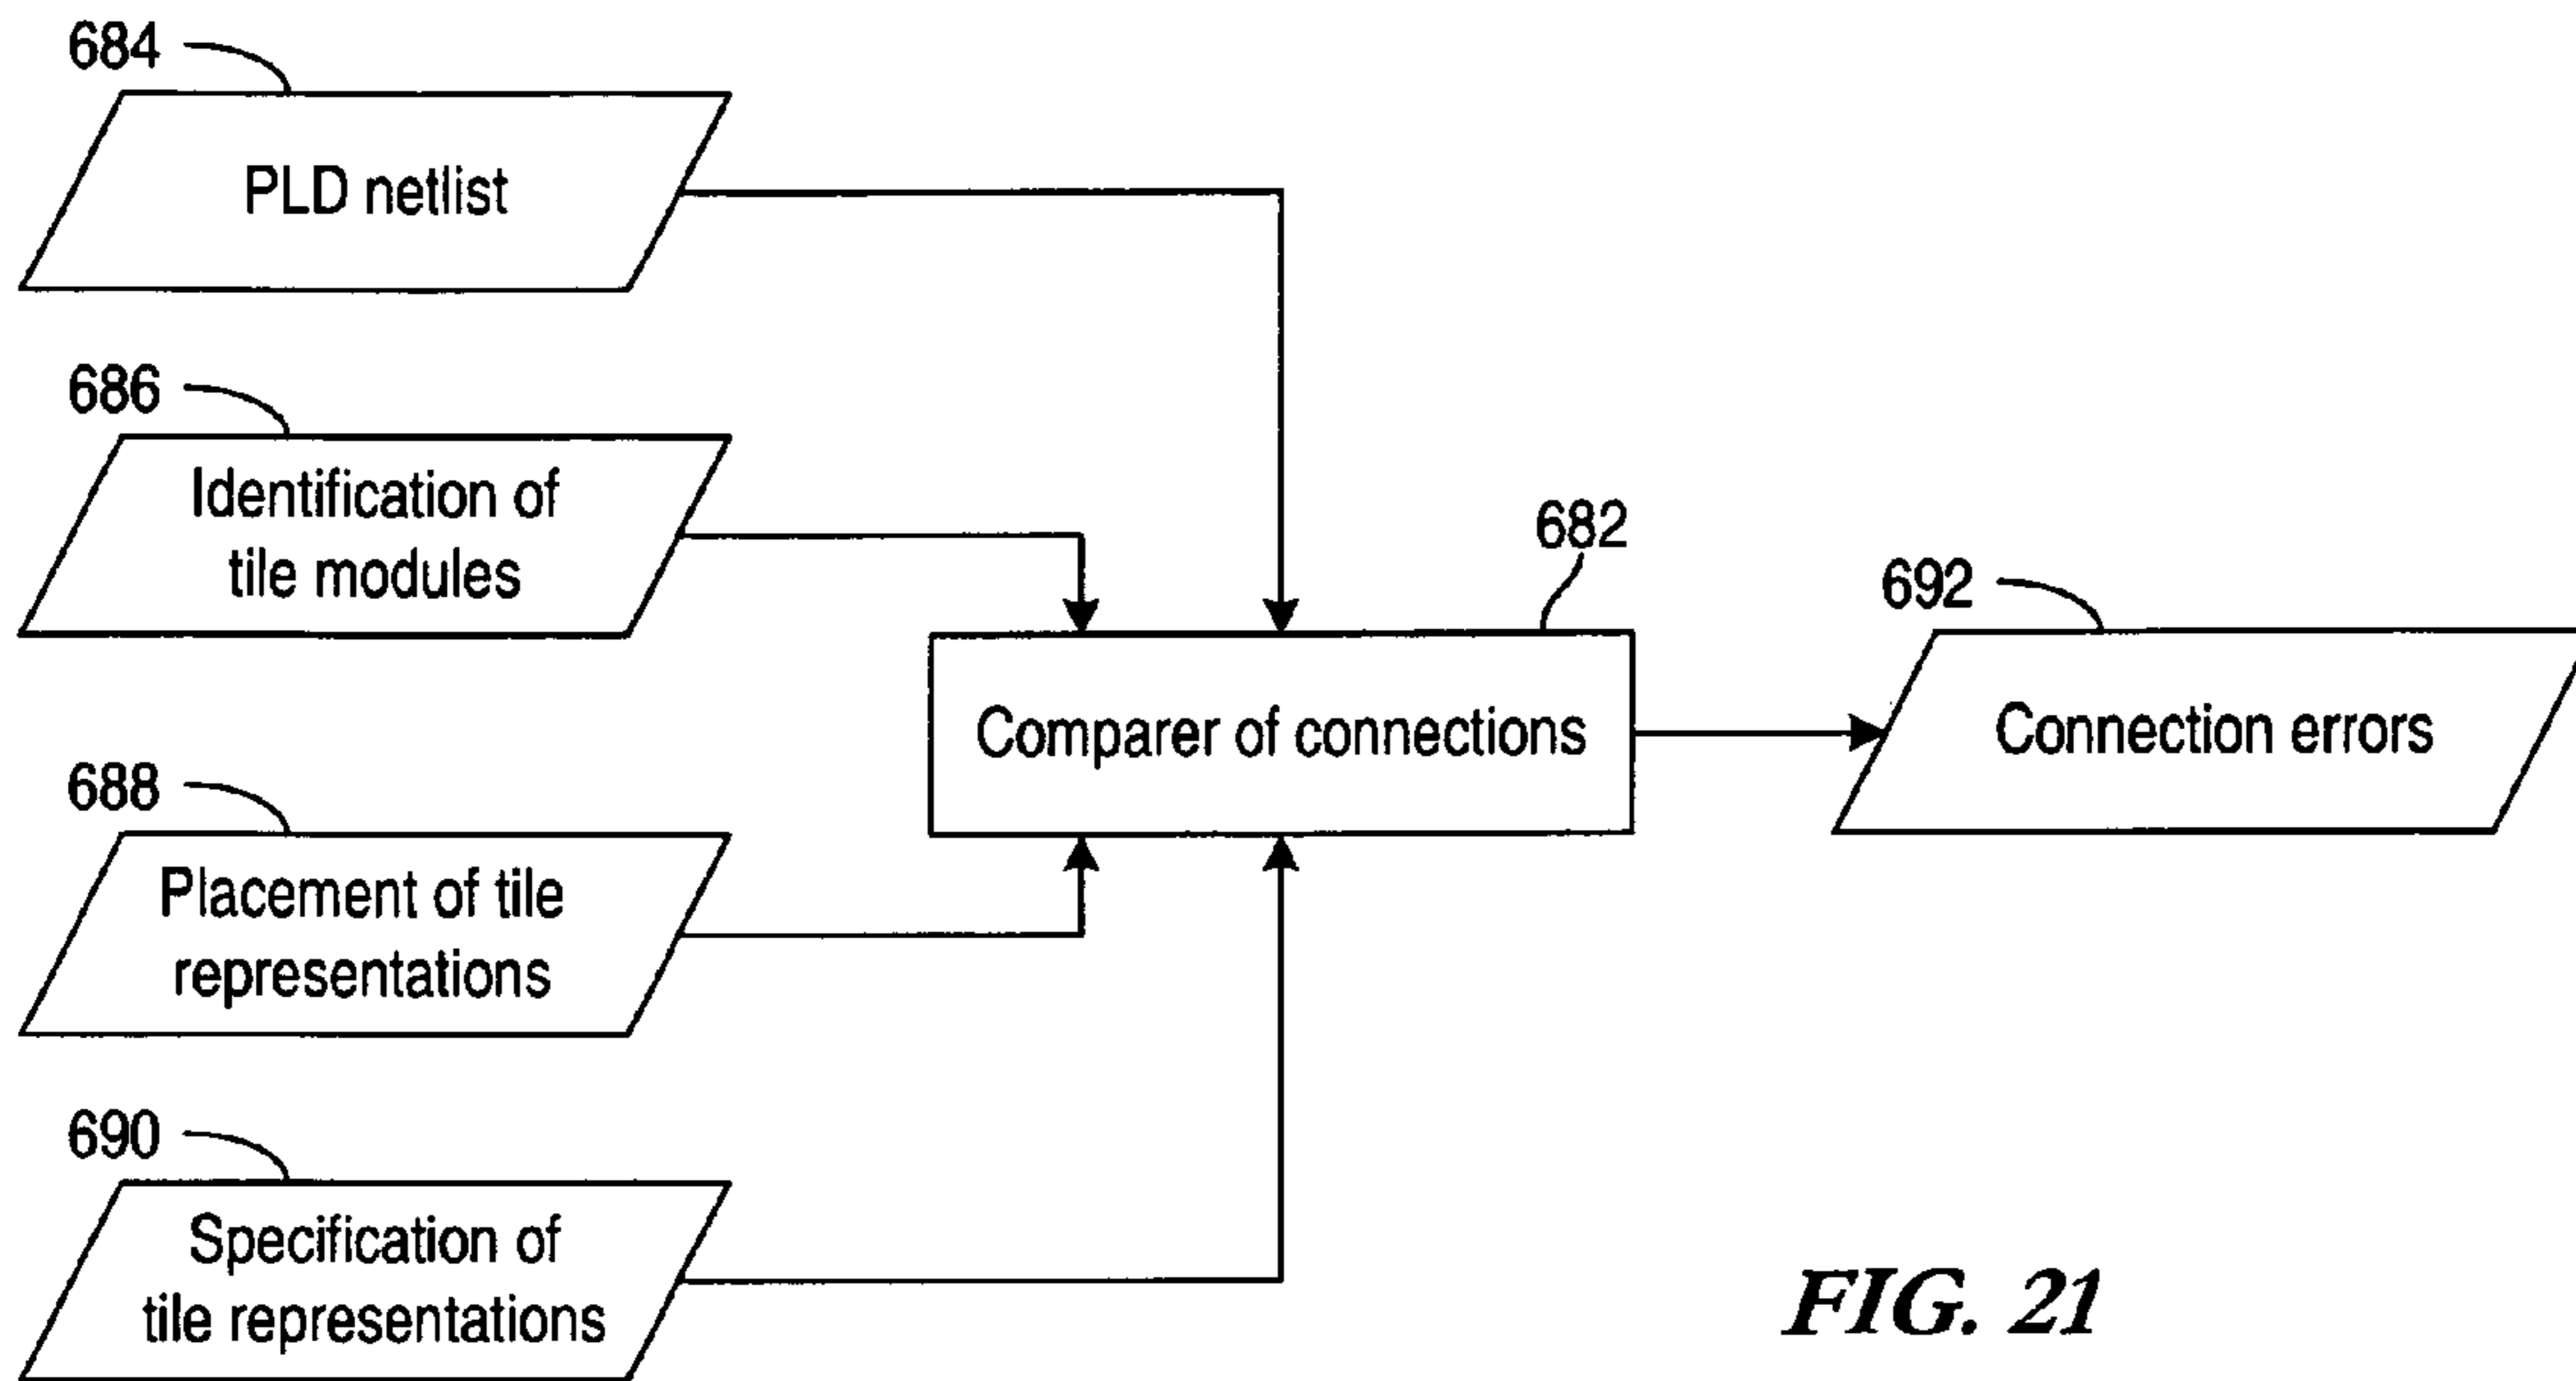 684
PLD netlist
686
Identification of
tile modules
682
Comparer of connections
692
Connection errors
688
Placement of tile
representations
690
Specification of
tile representations
FIG. 21